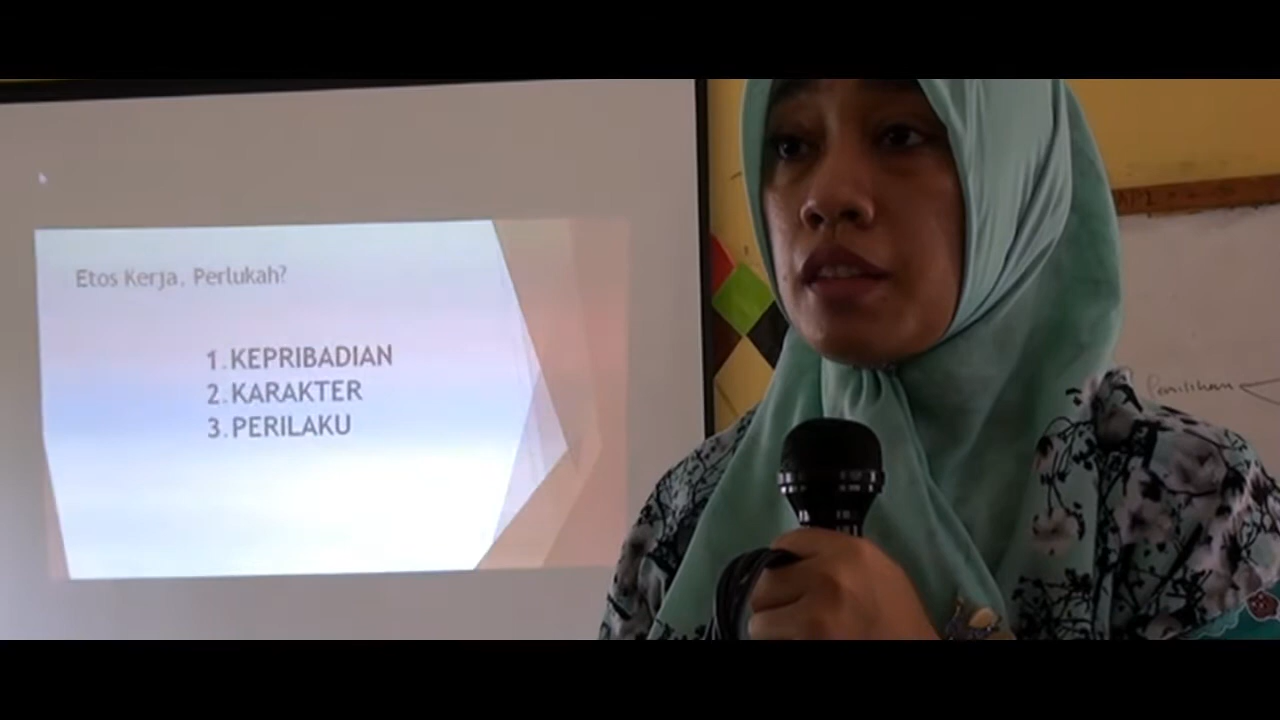 Etos Kerja, Perlukah?
1. KEPRIBADIAN
2. KARAKTER
3. PERILAKU